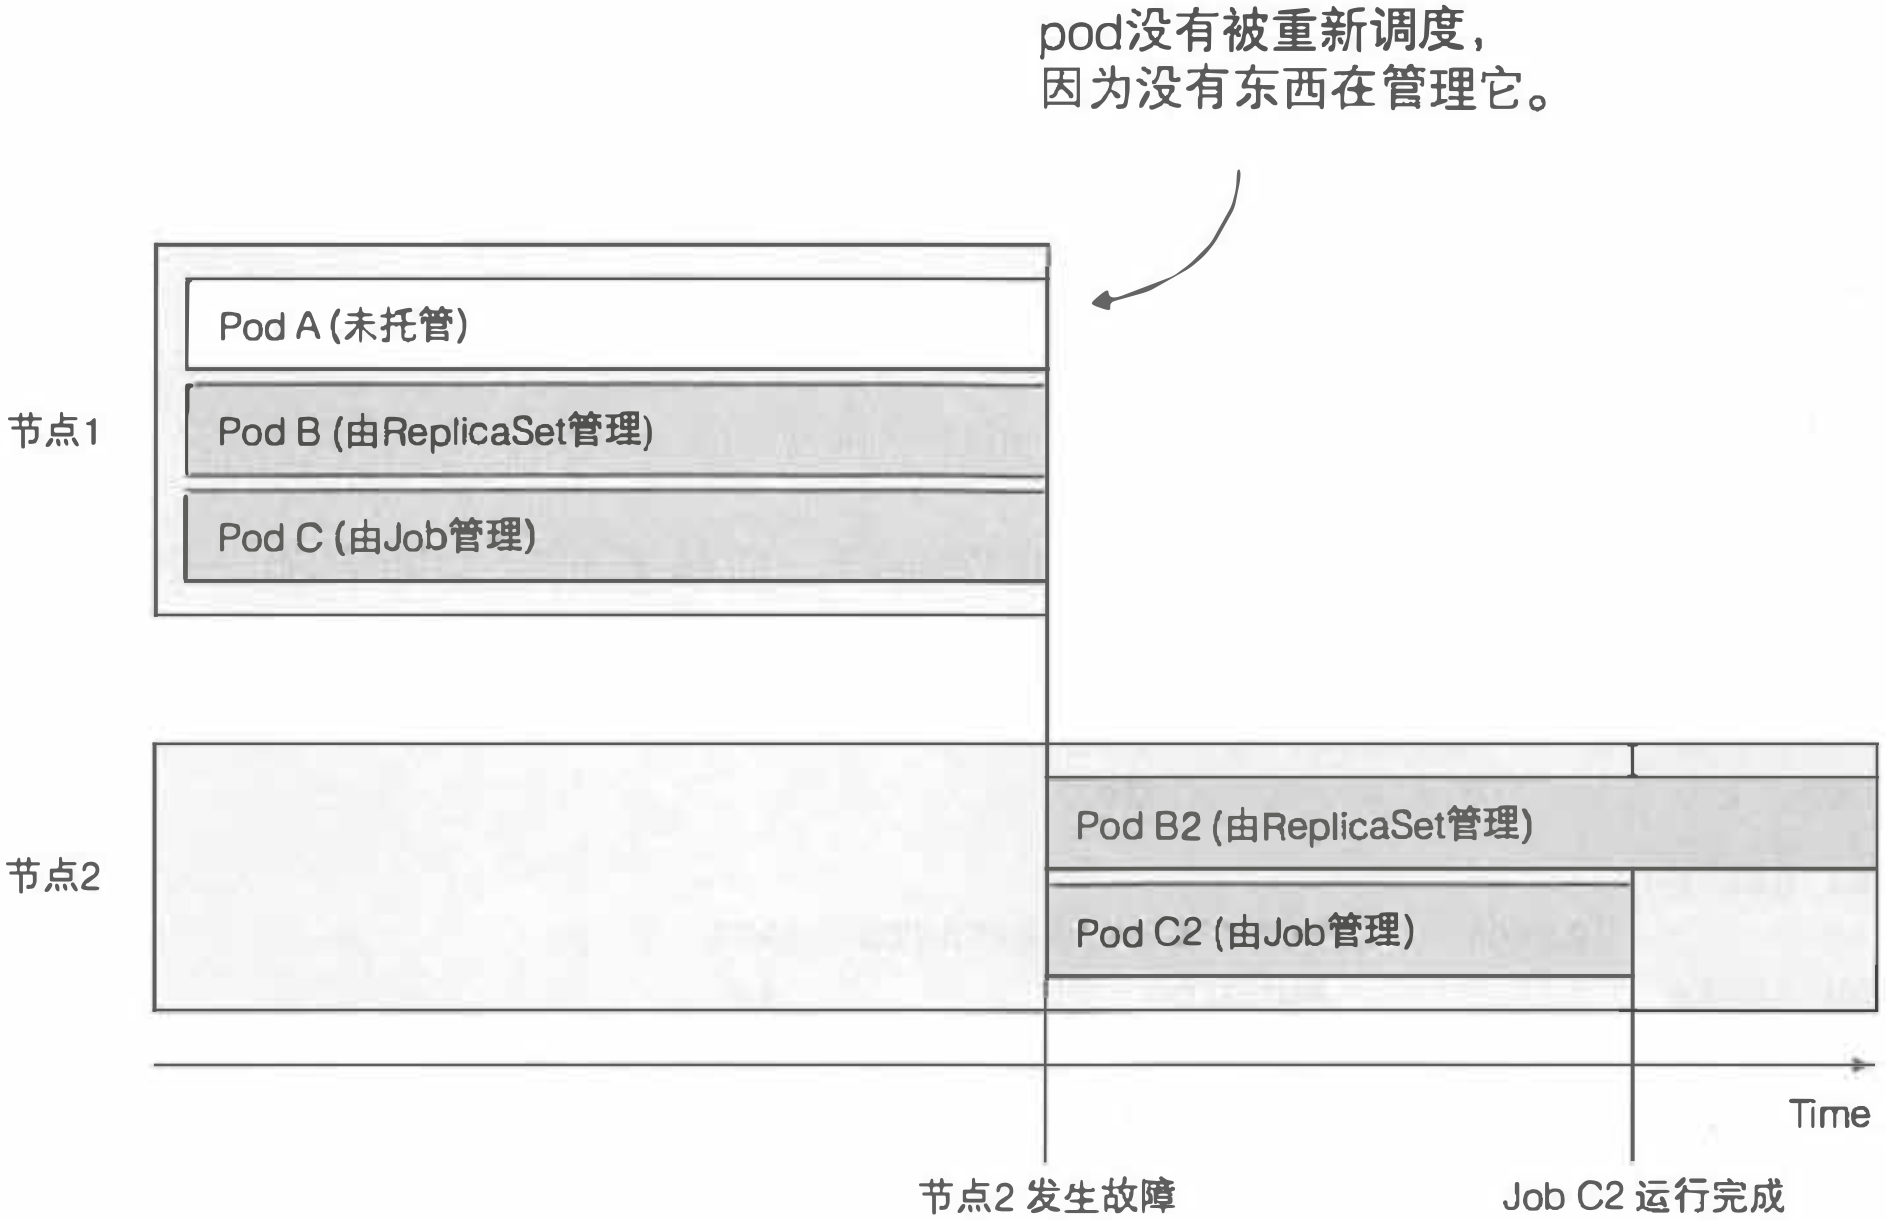 pod没有被重新调度，
因为没有东西在管理它。
节点1
Pod A (未托管)
Pod B (由ReplicaSet管理)
Pod C (由Job管理)
节点2
Pod B2 (由ReplicaSet管理)
Pod C2 (由Job管理)
Time
节点2 发生故障
Job C2 运行完成